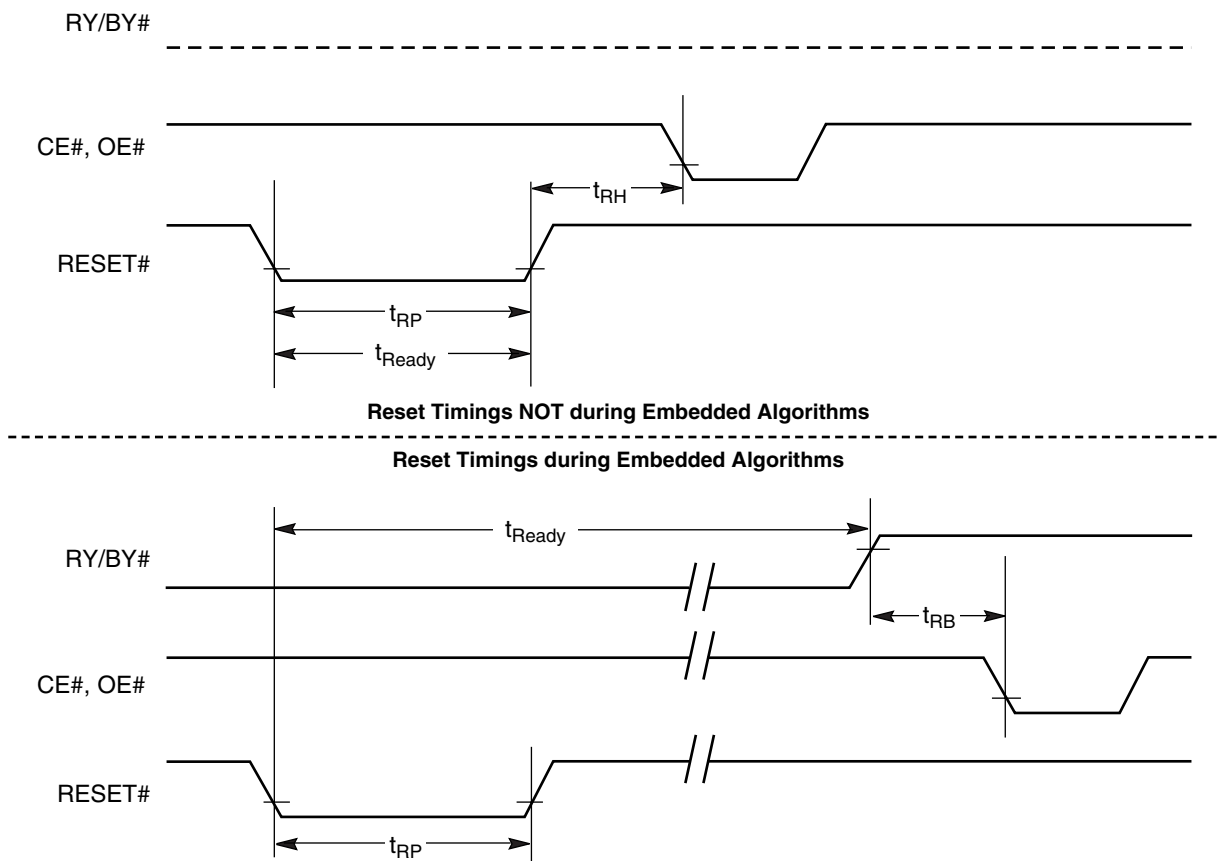 RY/BY#
CE#, OE#
tRH
RESET#
tRP
tReady
Reset Timings NOT during Embedded Algorithms
Reset Timings during Embedded Algorithms
tReady
RY/BY#
tRB
CE#, OE#
RESET#
tRP